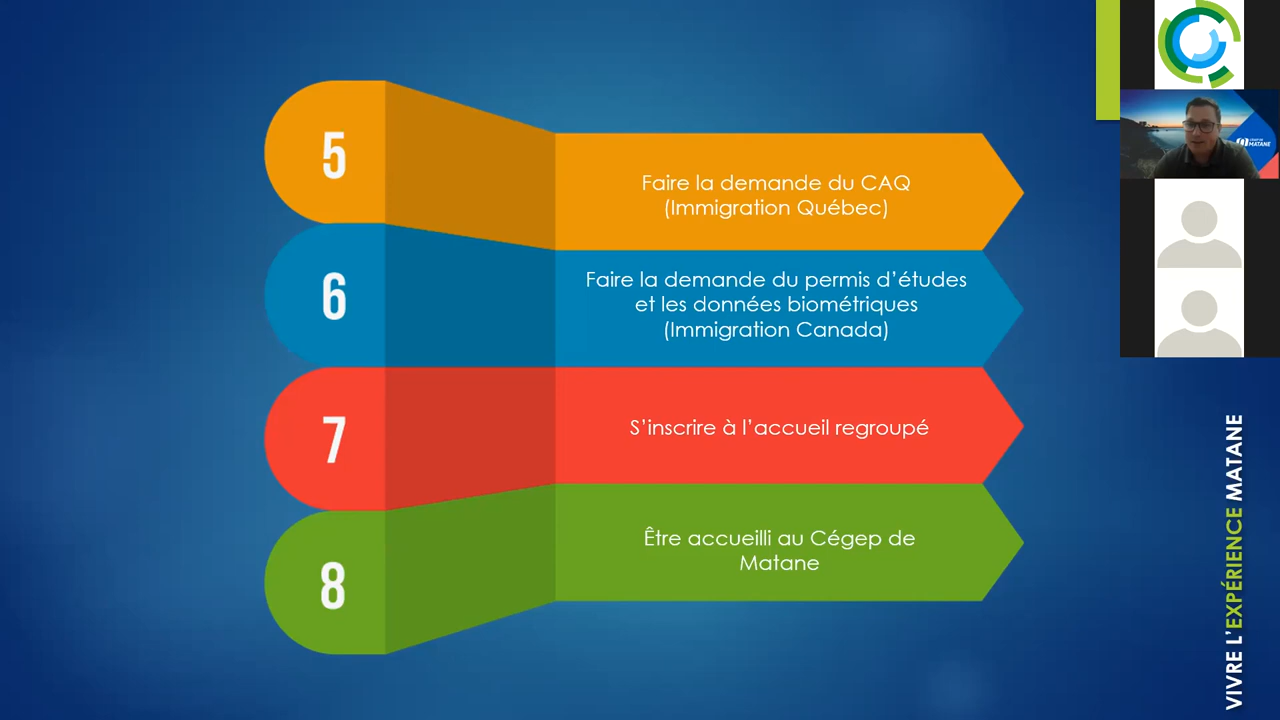 5
Faire la demande du CAQ
(Immigration Québec)
6
Faire la demande du permis d’études
et les données biométriques
(Immigration Canada)
7
S’inscrire à l’accueil regroupé
8
Être accueilli au Cégep de
Matane
MATANE
VIVRE L’EXPÉRIENCE MATANE